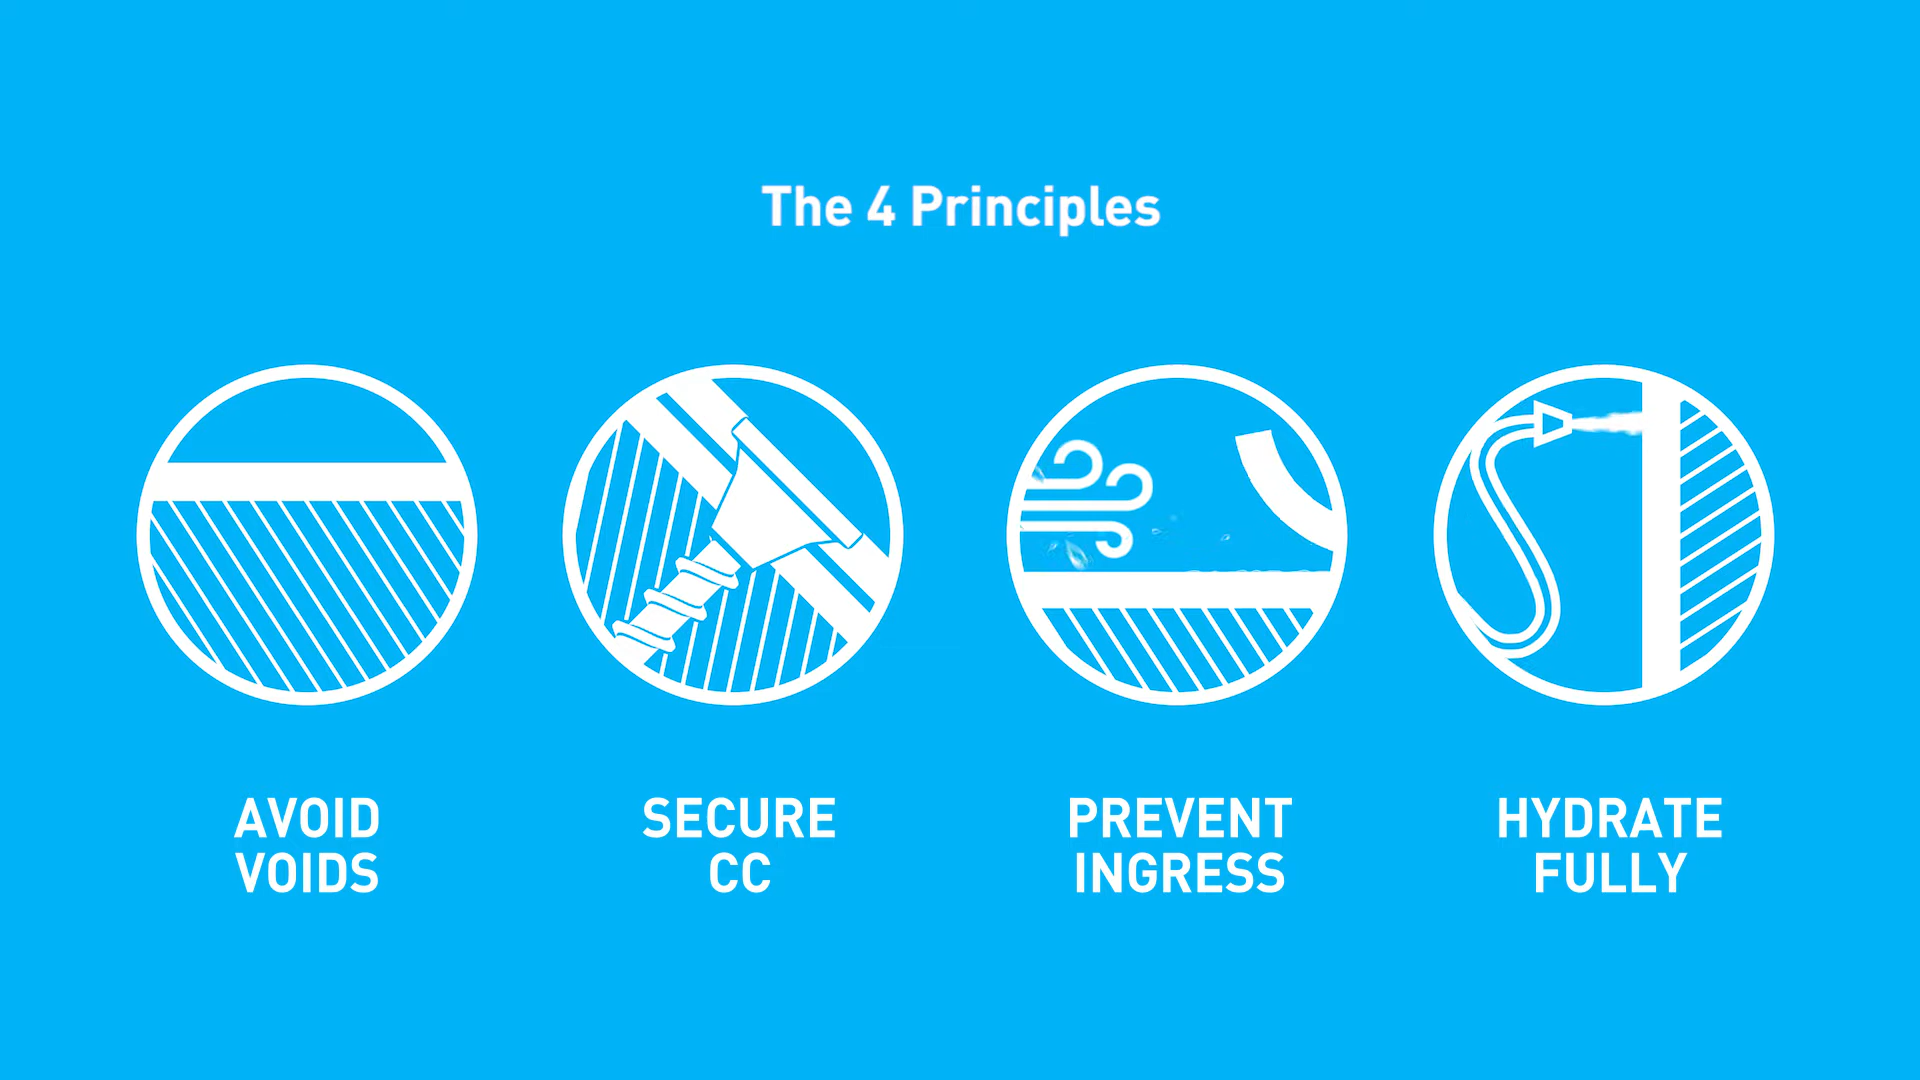 The 4 Principles
AVOID
VOIDS
SECURE
CC
PREVENT
INGRESS
HYDRATE
FULLY